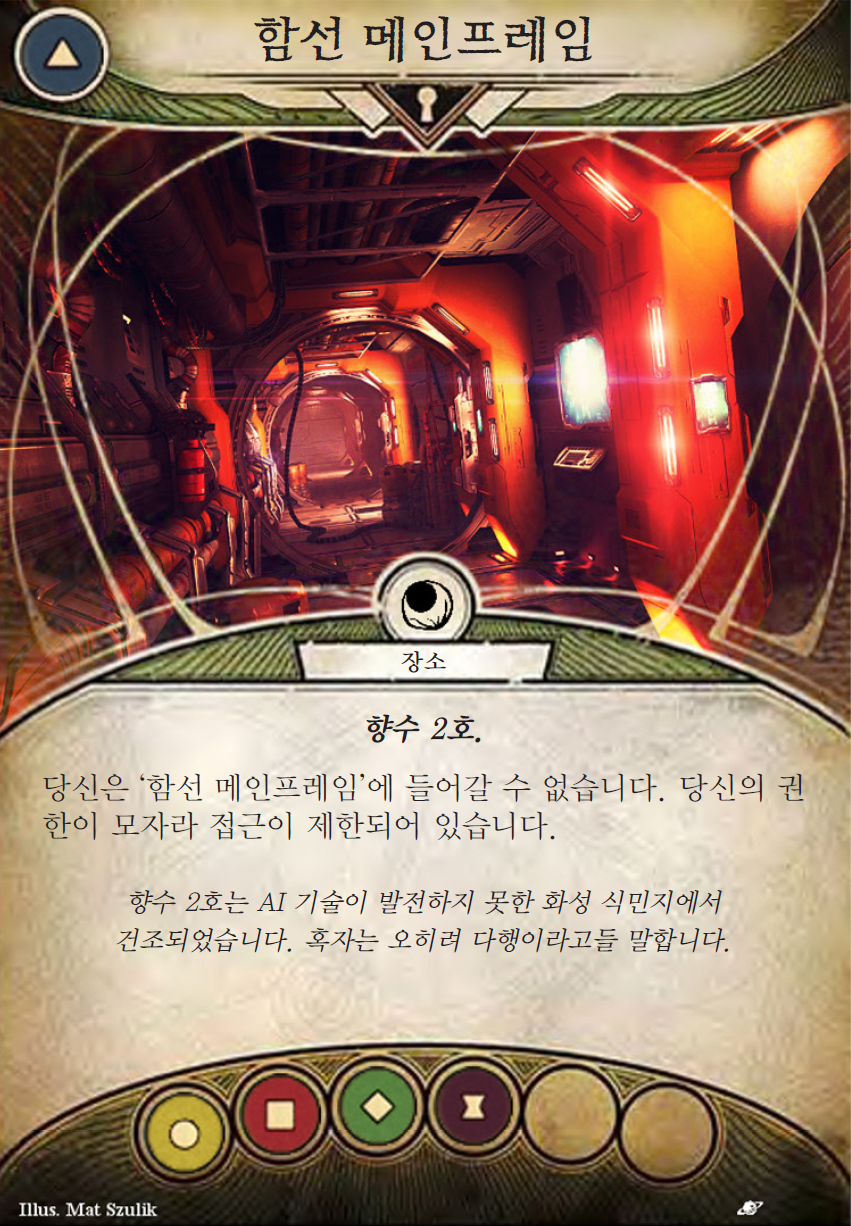 함선 메인프레임
장소
향수 2호.
당신은 ‘함선 메인프레임’에 들어갈 수 없습니다. 당신의 권
한이 모자라 접근이 제한되어 있습니다.
향수 2호는 AI 기술이 발전하지 못한 화성 식민지에서
건조되었습니다. 혹자는 오히려 다행이라고들 말합니다.
Illus. Mat Szulik